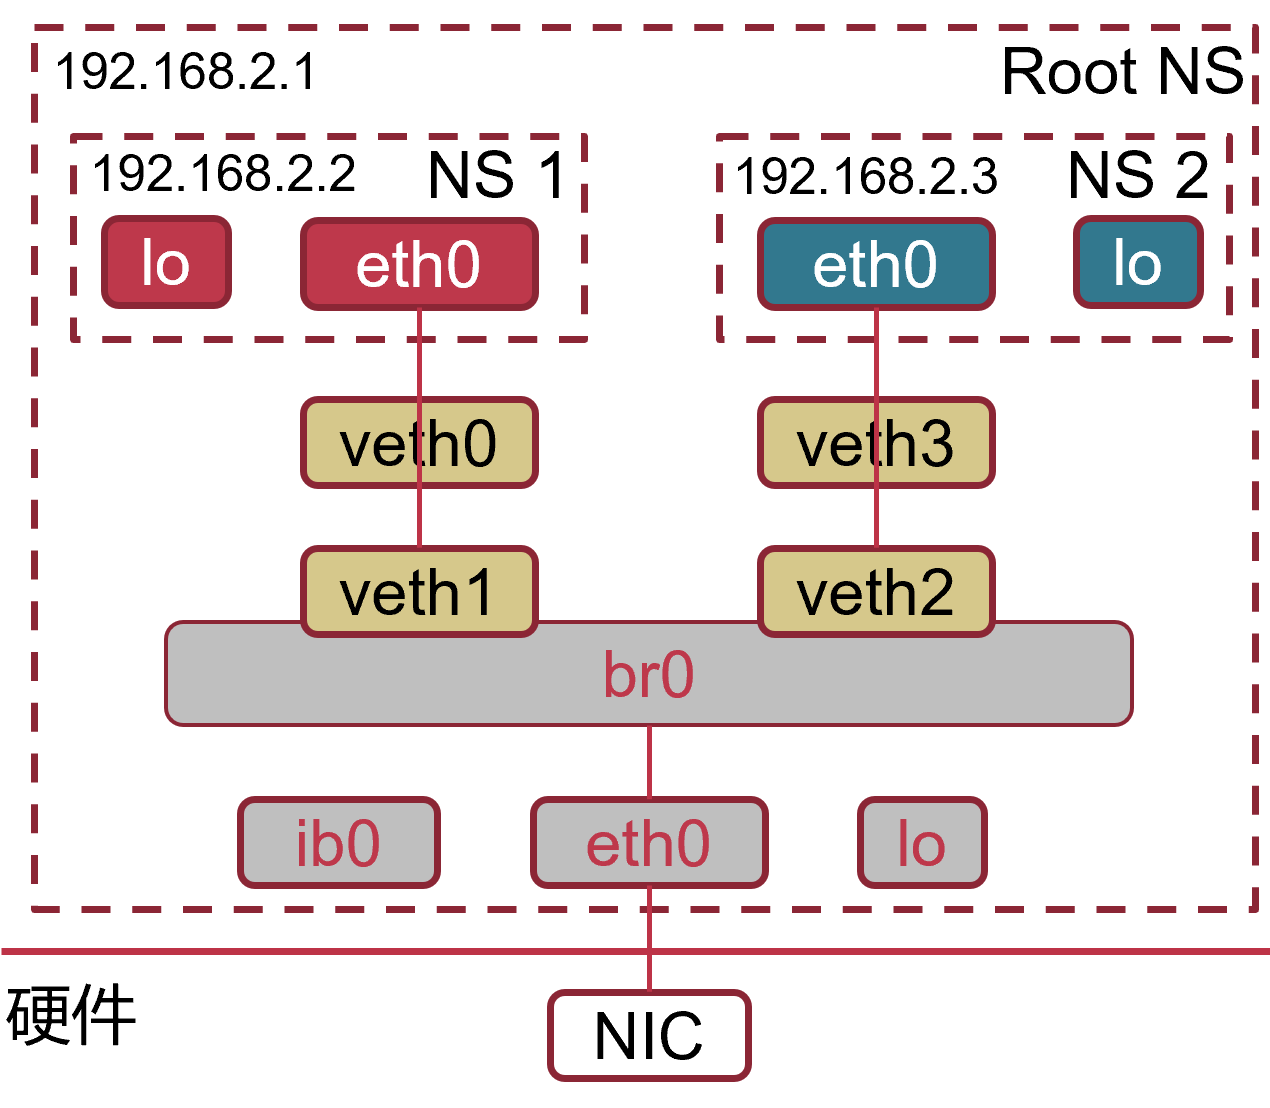 192.168.2.1
Root NS
192.168.2.2
NS 1
192.168.2.3
NS 2
lo
eth0
eth0
lo
veth0
veth3
veth1
veth2
br0
ib0
eth0
lo
硬件
NIC